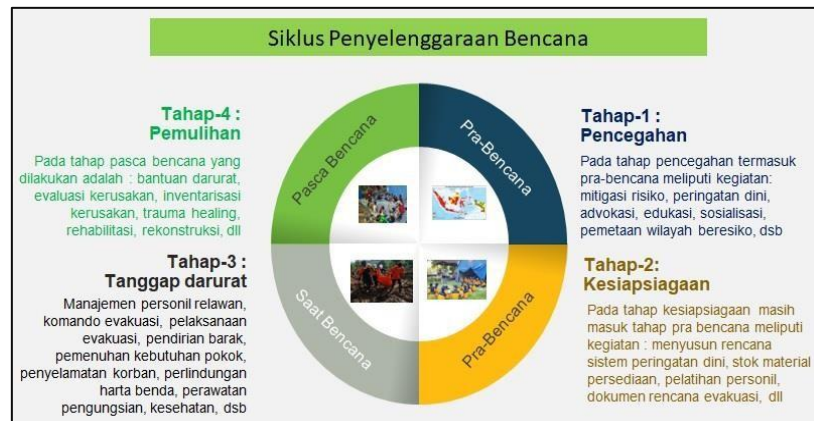 Siklus Penyelenggaraan Bencana
Tahap-4 :
Pemulihan
Pada tahap pasca bencana yang
dilakukan adalah : bantuan darurat,
evaluasi kerusakan, inventarisasi
kerusakan, trauma healing,
rehabilitasi, rekonstruksi, dll
Tahap-3 :
Tanggap darurat
Manajemen personil relawan,
komando evakuasi, pelaksanaan
evakuasi, pendirian barak,
pemenuhan kebutuhan pokok,
penyelamatan korban, perlindungan
harta benda, perawatan
pengungsian, kesehatan, dsb
Pasca Bencana
Pra-Bencana
Saat Bencana
Pra-Bencana
Tahap-1 :
Pencegahan
Pada tahap pencegahan termasuk
pra-bencana meliputi kegiatan:
mitigasi risiko, peringatan dini,
advokasi, edukasi, sosialisasi,
pemetaan wilayah beresiko, dsb
Tahap-2:
Kesiapsiagaan
Pada tahap kesiapsiagaan masih
masuk tahap pra bencana meliputi
kegiatan : menyusun rencana
sistem peringatan dini, stok material
persediaan, pelatihan personil,
dokumen rencana evakuasi, dll